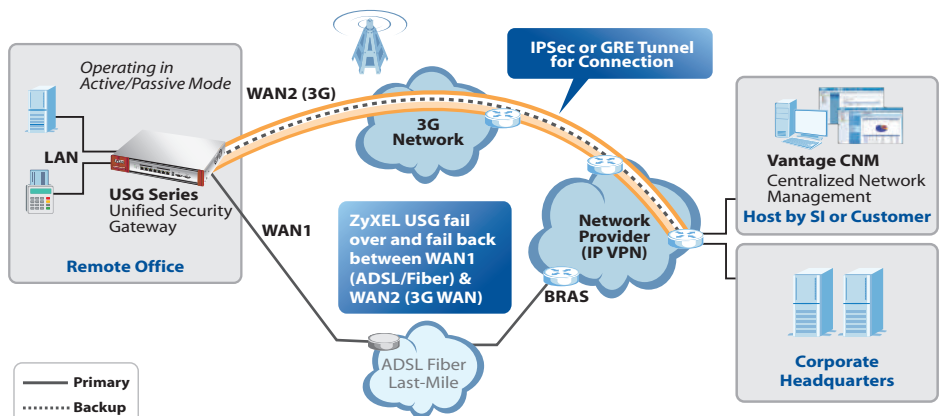 Operating in
Active/Passive Mode
LAN
USG Series
Unified Security
Gateway
Remote Office
WAN2 (3G)
3G
Network
IPSec or GRE Tunnel
for Connection
WAN1
ZyXEL USG fail
over and fail back
between WAN1
(ADSL/Fiber) &
WAN2 (3G WAN)
Network
Provider
(IP VPN)
BRAS
ADSL Fiber
Last-Mile
Vantage CNM
Centralized Network
Management
Host by SI or Customer
Corporate
Headquarters
Primary
Backup